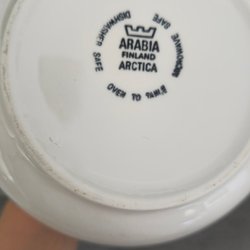 ARABIA
FINLAND
ARCTICA
DISHWASHER SAFE
MICROWAVE SAFE
OVEN TO TABLE